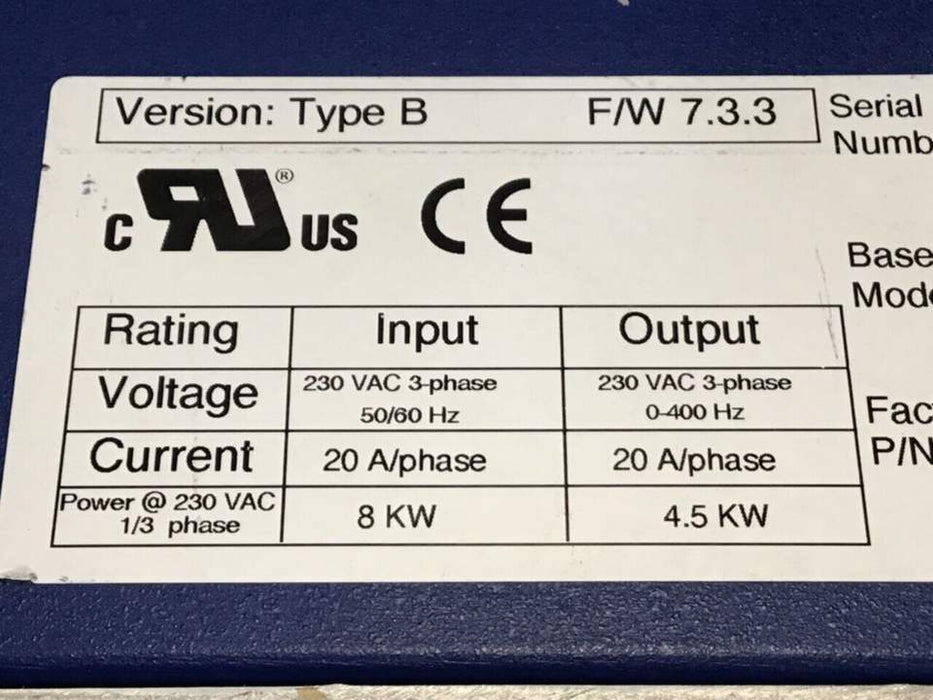 Version: Type B F/W 7.3.3
Serial
Numb
c RU ® US CE
Base
Mode
Rating Input Output
Voltage 230 VAC 3-phase 50/60 Hz 230 VAC 3-phase 0-400 Hz
Current 20 A/phase 20 A/phase
Power @ 230 VAC 1/3 phase 8 KW 4.5 KW
Fac
P/N